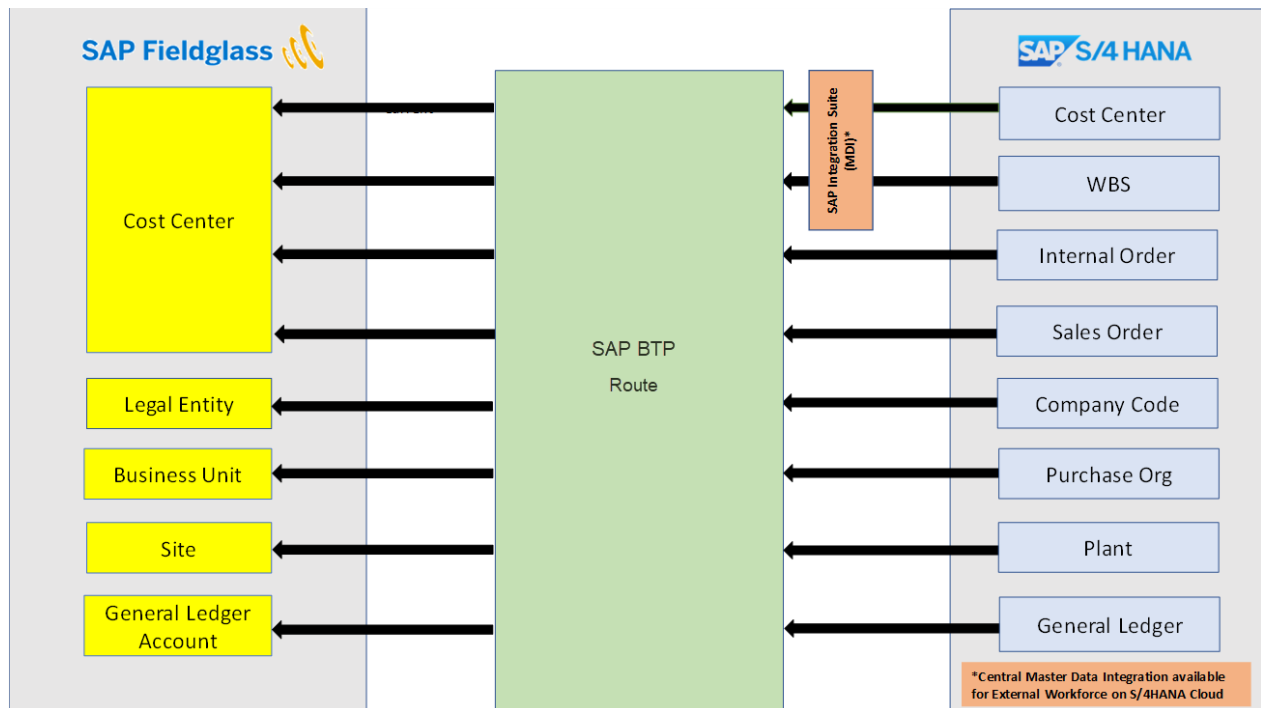 SAP Fieldglass
SAP S/4HANA
Cost Center
Legal Entity
Business Unit
Site
General Ledger
Account
SAP BTP
Route
SAP Integration Suite
(MDI)*
Cost Center
WBS
Internal Order
Sales Order
Company Code
Purchase Org
Plant
General Ledger
*Central Master Data Integration available
for External Workforce on S/4HANA Cloud